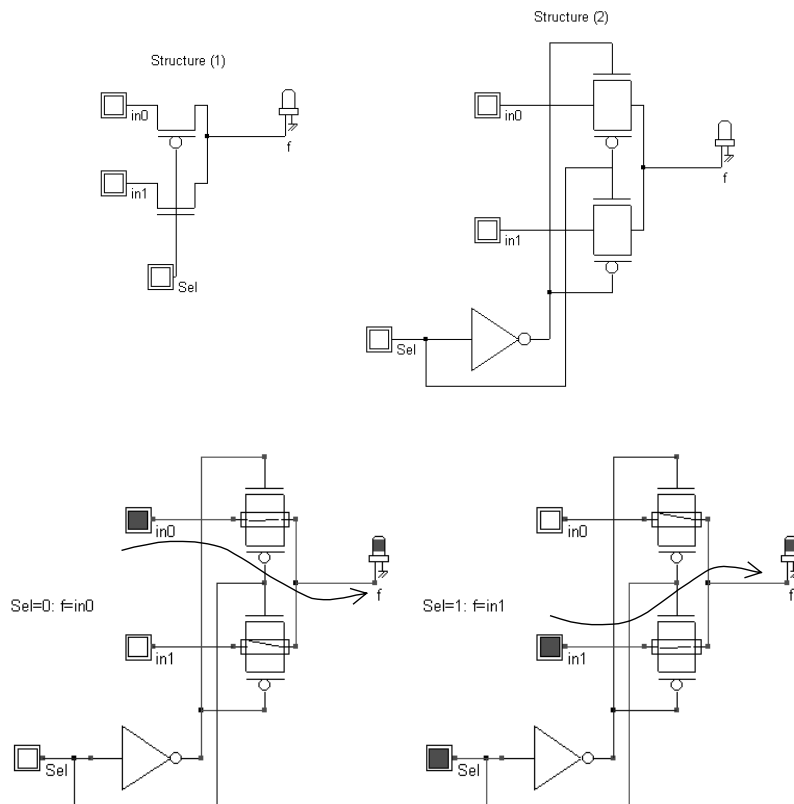 Structure (2)
Structure (1)
in0
f
in1
Sel
in0
f
in1
Sel
in0
f
Sel=0: f=in0
in1
Sel
in0
f
Sel=1: f=in1
in1
Sel